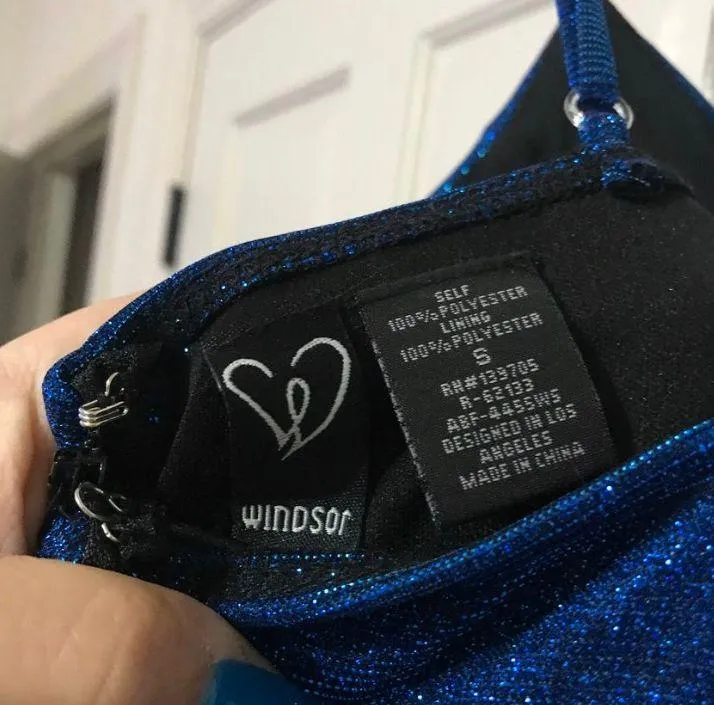 WINDSOR
SELF
100% POLYESTER
LINING
100% POLYESTER
S
RN#139705
R-62133
ABF-4455WS
DESIGNED IN LOS
ANGELES
MADE IN CHINA